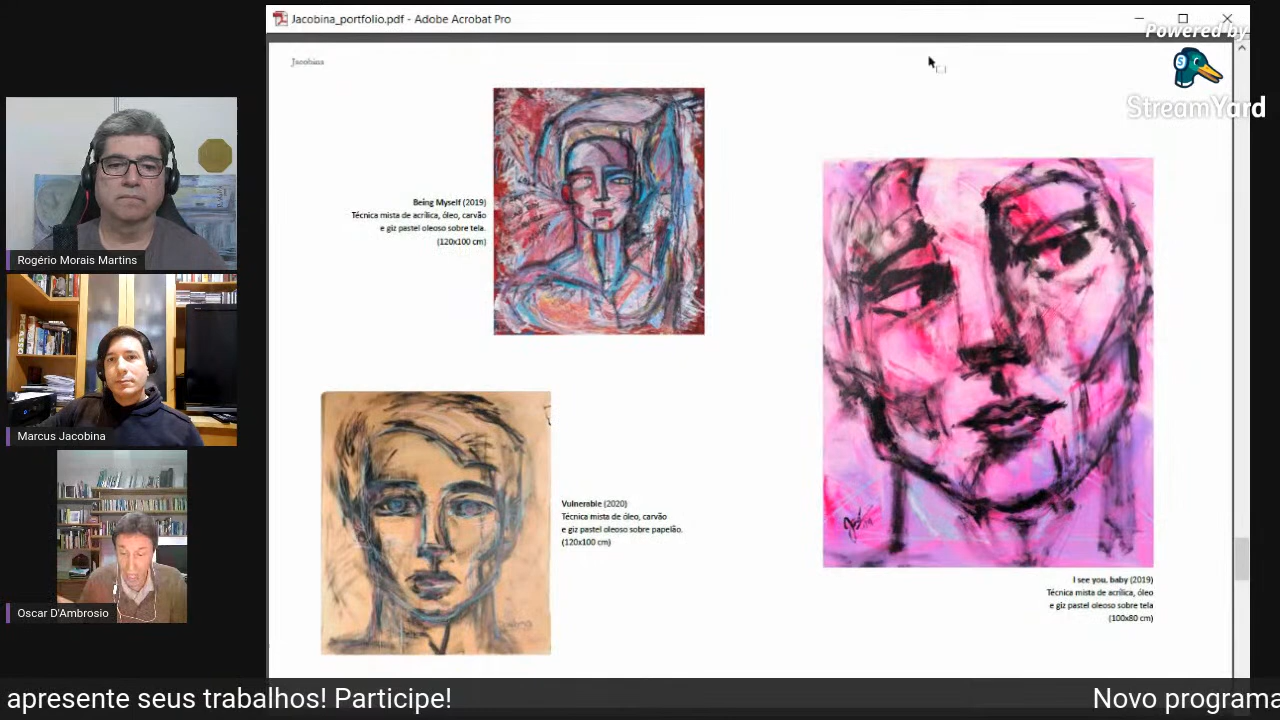 Jacobina_portfolio.pdf - Adobe Acrobat Pro
Powered by
StreamYard
Jacobina
Being Myself (2019)
Técnica mista de acrílica, óleo, carvão
e giz pastel oleoso sobre tela.
(120x100 cm)
Vulnerable (2020)
Técnica mista de óleo, carvão
e giz pastel oleoso sobre papelão.
(120x100 cm)
I see you, baby (2019)
Técnica mista de acrílica, óleo
e giz pastel oleoso sobre tela
(100x80 cm)
Rogério Morais Martins
Marcus Jacobina
Oscar D'Ambrosio
apresente seus trabalhos! Participe!
Novo programa